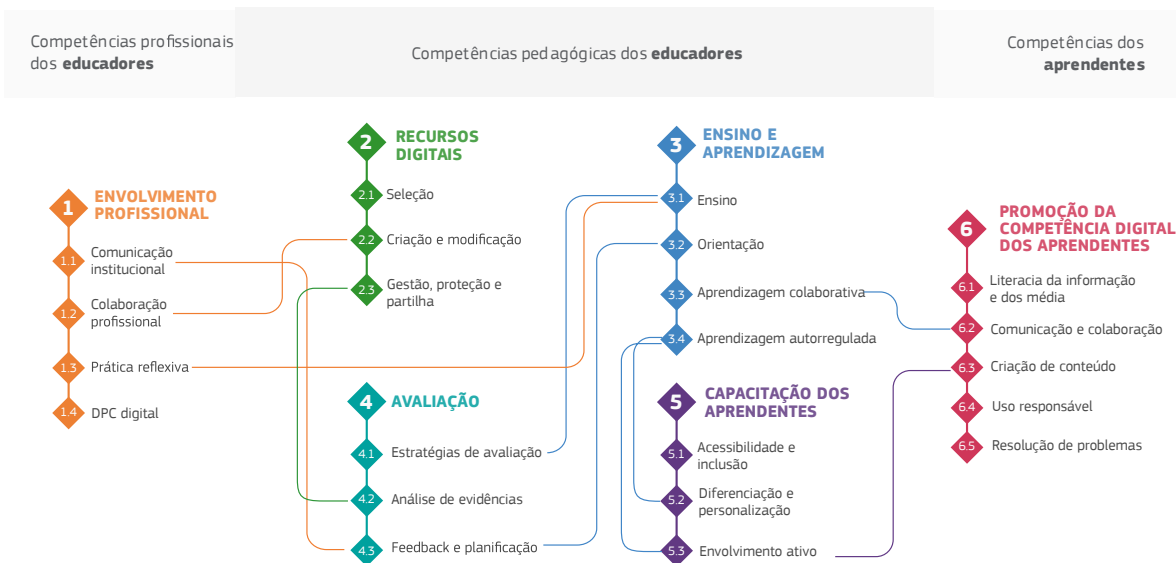 Competências profissionais
dos educadores
Competências pedagógicas dos educadores
Competências dos
aprendentes
1
ENVOLVIMENTO
PROFISSIONAL
1.1
Comunicação
institucional
1.2
Colaboração
profissional
1.3
Prática reflexiva
1.4
DPC digital
2
RECURSOS
DIGITAIS
2.1
Seleção
2.2
Criação e modificação
2.3
Gestão, proteção e
partilha
4
AVALIAÇÃO
4.1
Estratégias de avaliação
4.2
Análise de evidências
4.3
Feedback e planificação
3
ENSINO E
APRENDIZAGEM
3.1
Ensino
3.2
Orientação
3.3
Aprendizagem colaborativa
3.4
Aprendizagem autorregulada
5
CAPACITAÇÃO DOS
APRENDENTES
5.1
Acessibilidade e
inclusão
5.2
Diferenciação e
personalização
5.3
Envolvimento ativo
6
PROMOÇÃO DA
COMPETÊNCIA DIGITAL
DOS APRENDENTES
6.1
Literacia da informação
e dos média
6.2
Comunicação e colaboração
6.3
Criação de conteúdo
6.4
Uso responsável
6.5
Resolução de problemas